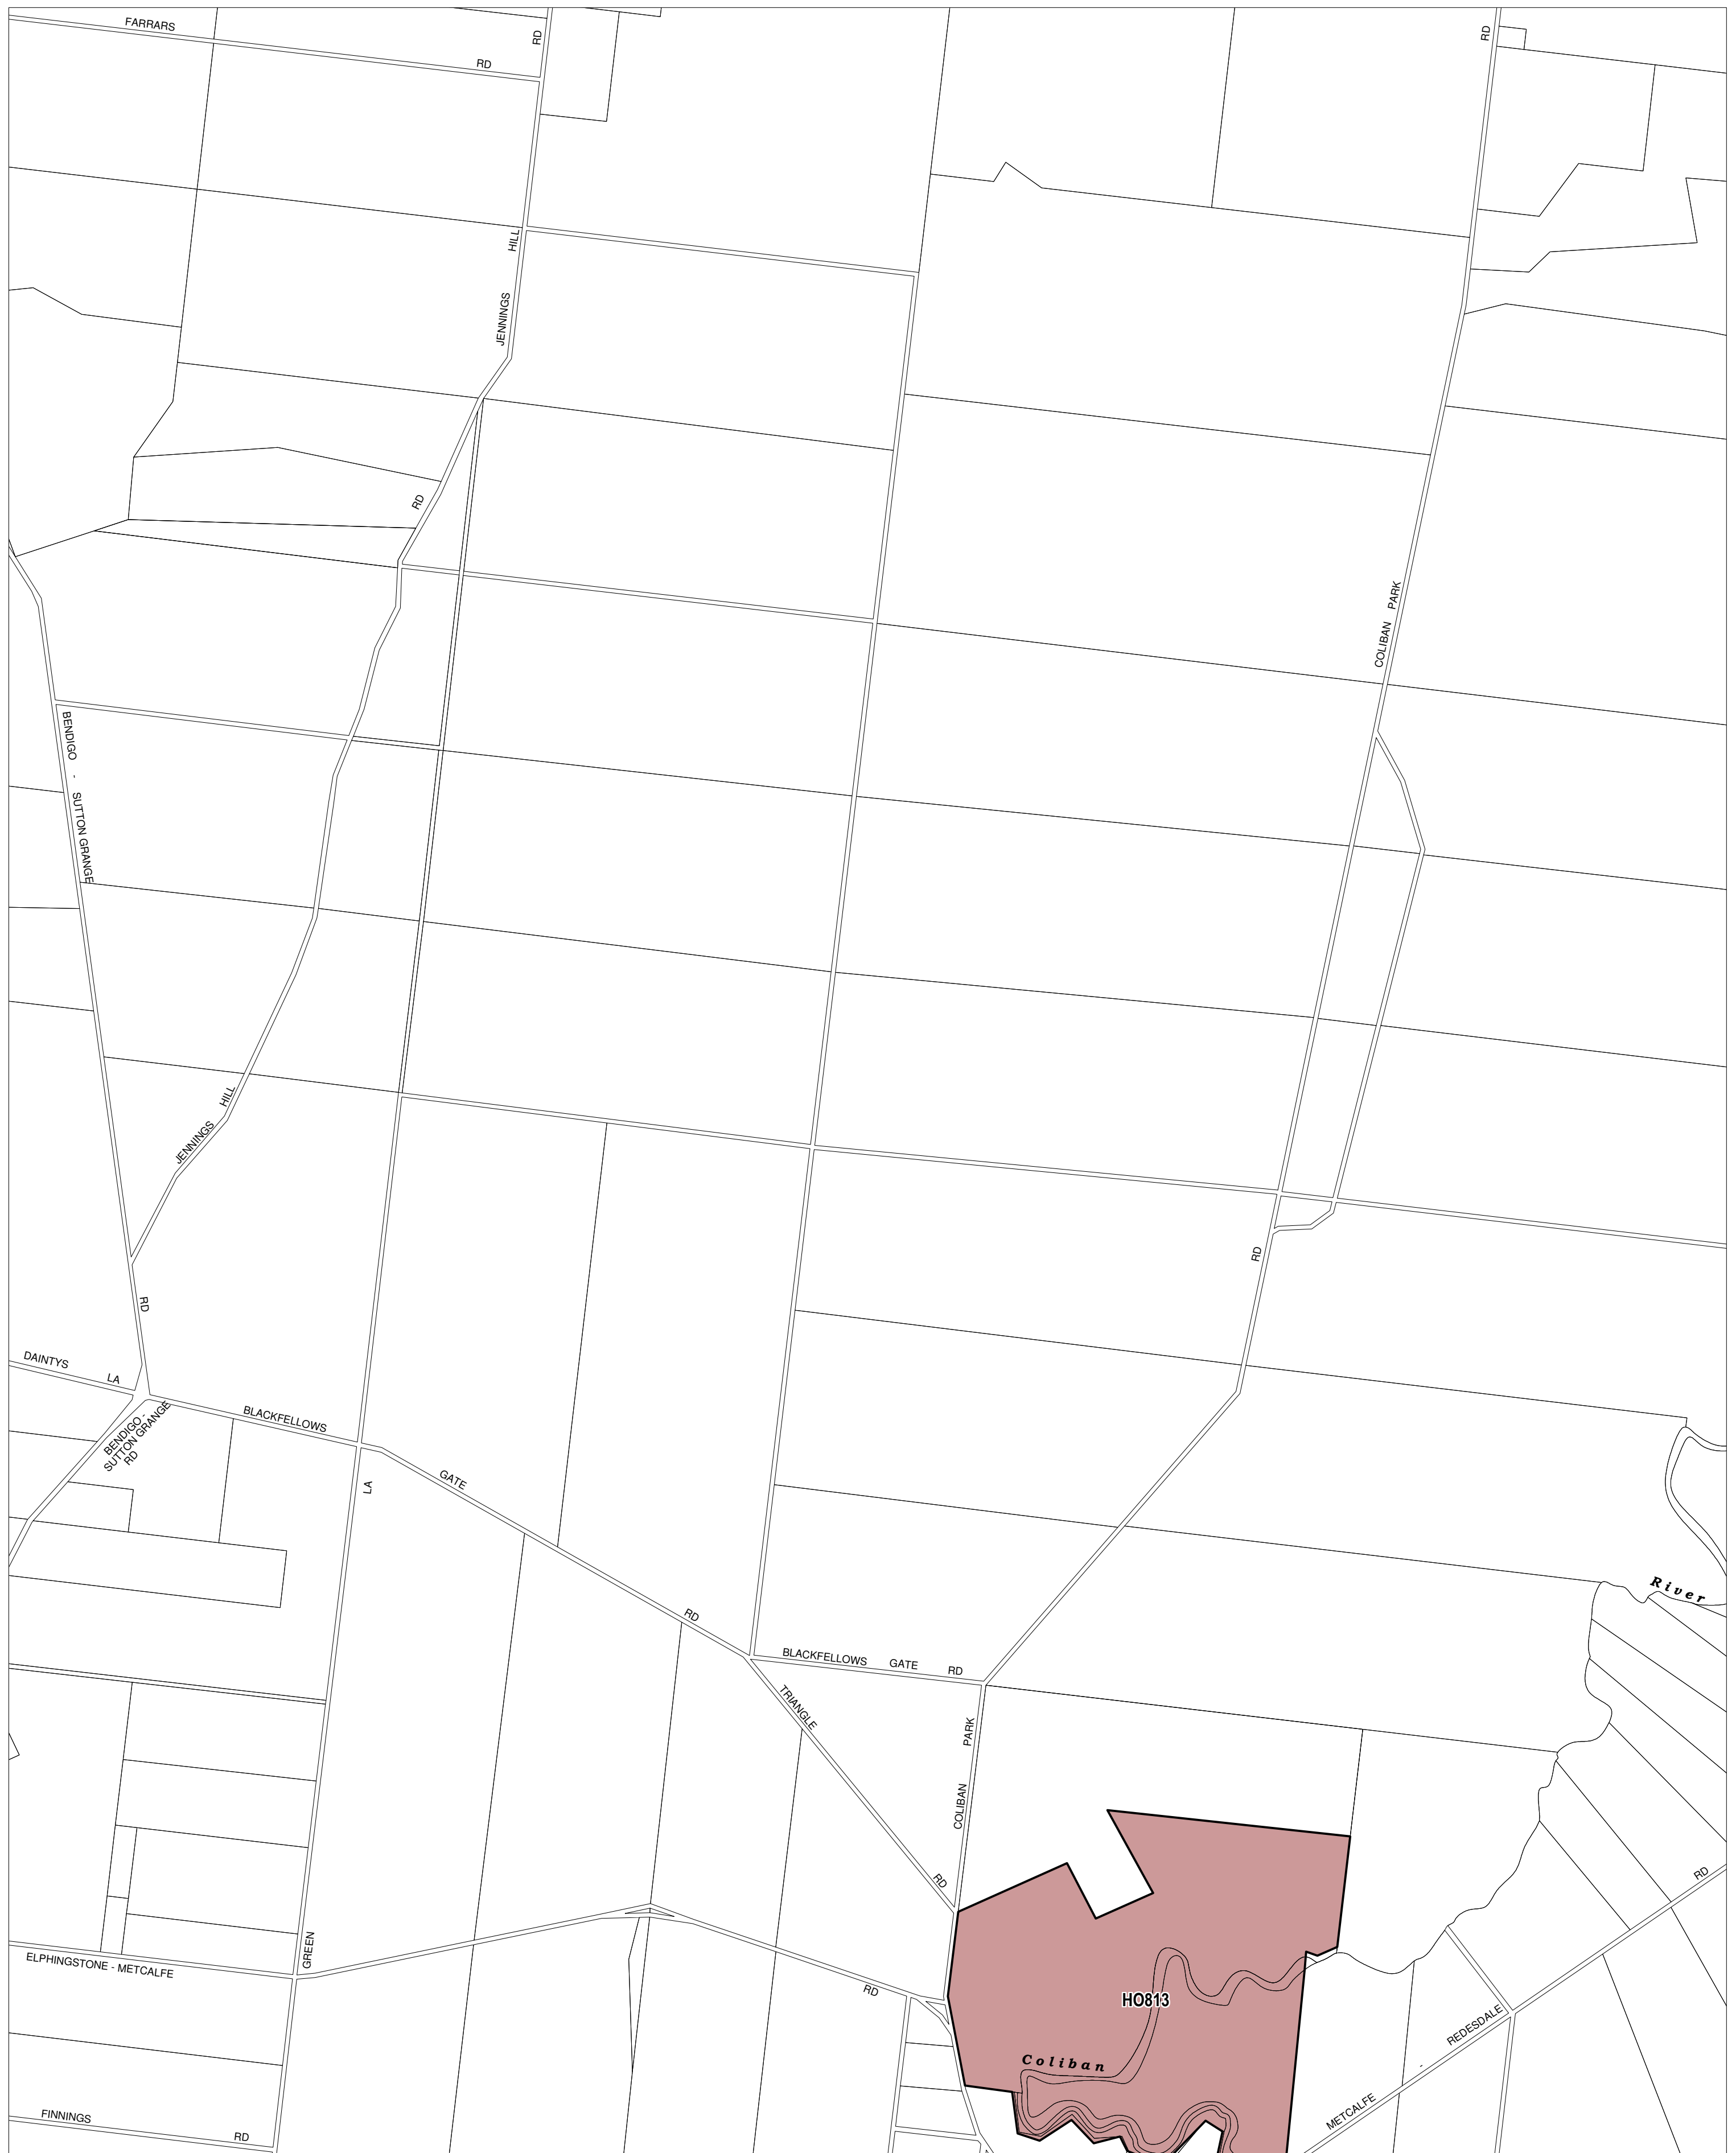 FARRARS
RD
RD
RD
HILL
JENNINGS
RD
COLIBAN PARK
BENDIGO - SUTTON GRANGE
HILL
JENNINGS
RD
RD
DAINTYS
LA
BENDIGO -
SUTTON GRANGE
RD
BLACKFELLOWS
GATE
LA
RD
River
BLACKFELLOWS GATE RD
TRIANGLE
PARK
COLIBAN
RD
RD
GREEN
ELPHINGSTONE - METCALFE
RD
HO813
REDESDALE
Coliban
-
METCALFE
FINNINGS
RD